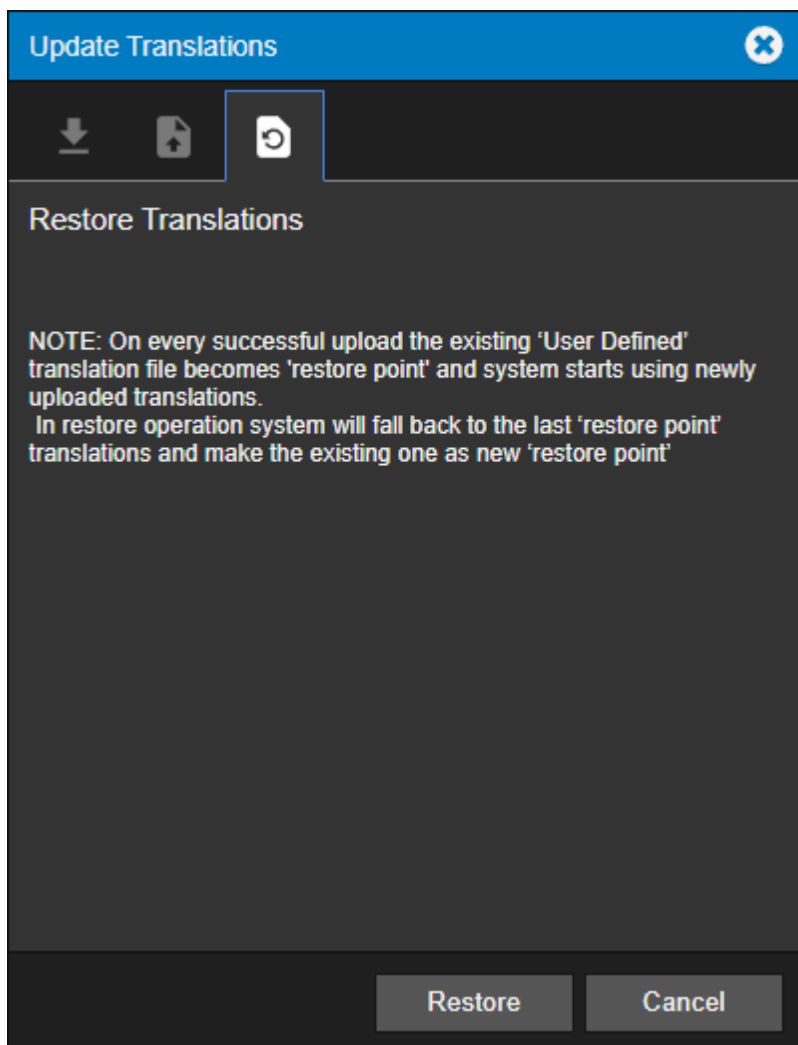 Update Translations
Restore Translations
NOTE: On every successful upload the existing ‘User Defined’
translation file becomes 'restore point' and system starts using newly
uploaded translations.
In restore operation system will fall back to the last ‘restore point’
translations and make the existing one as new ‘restore point’
Restore
Cancel